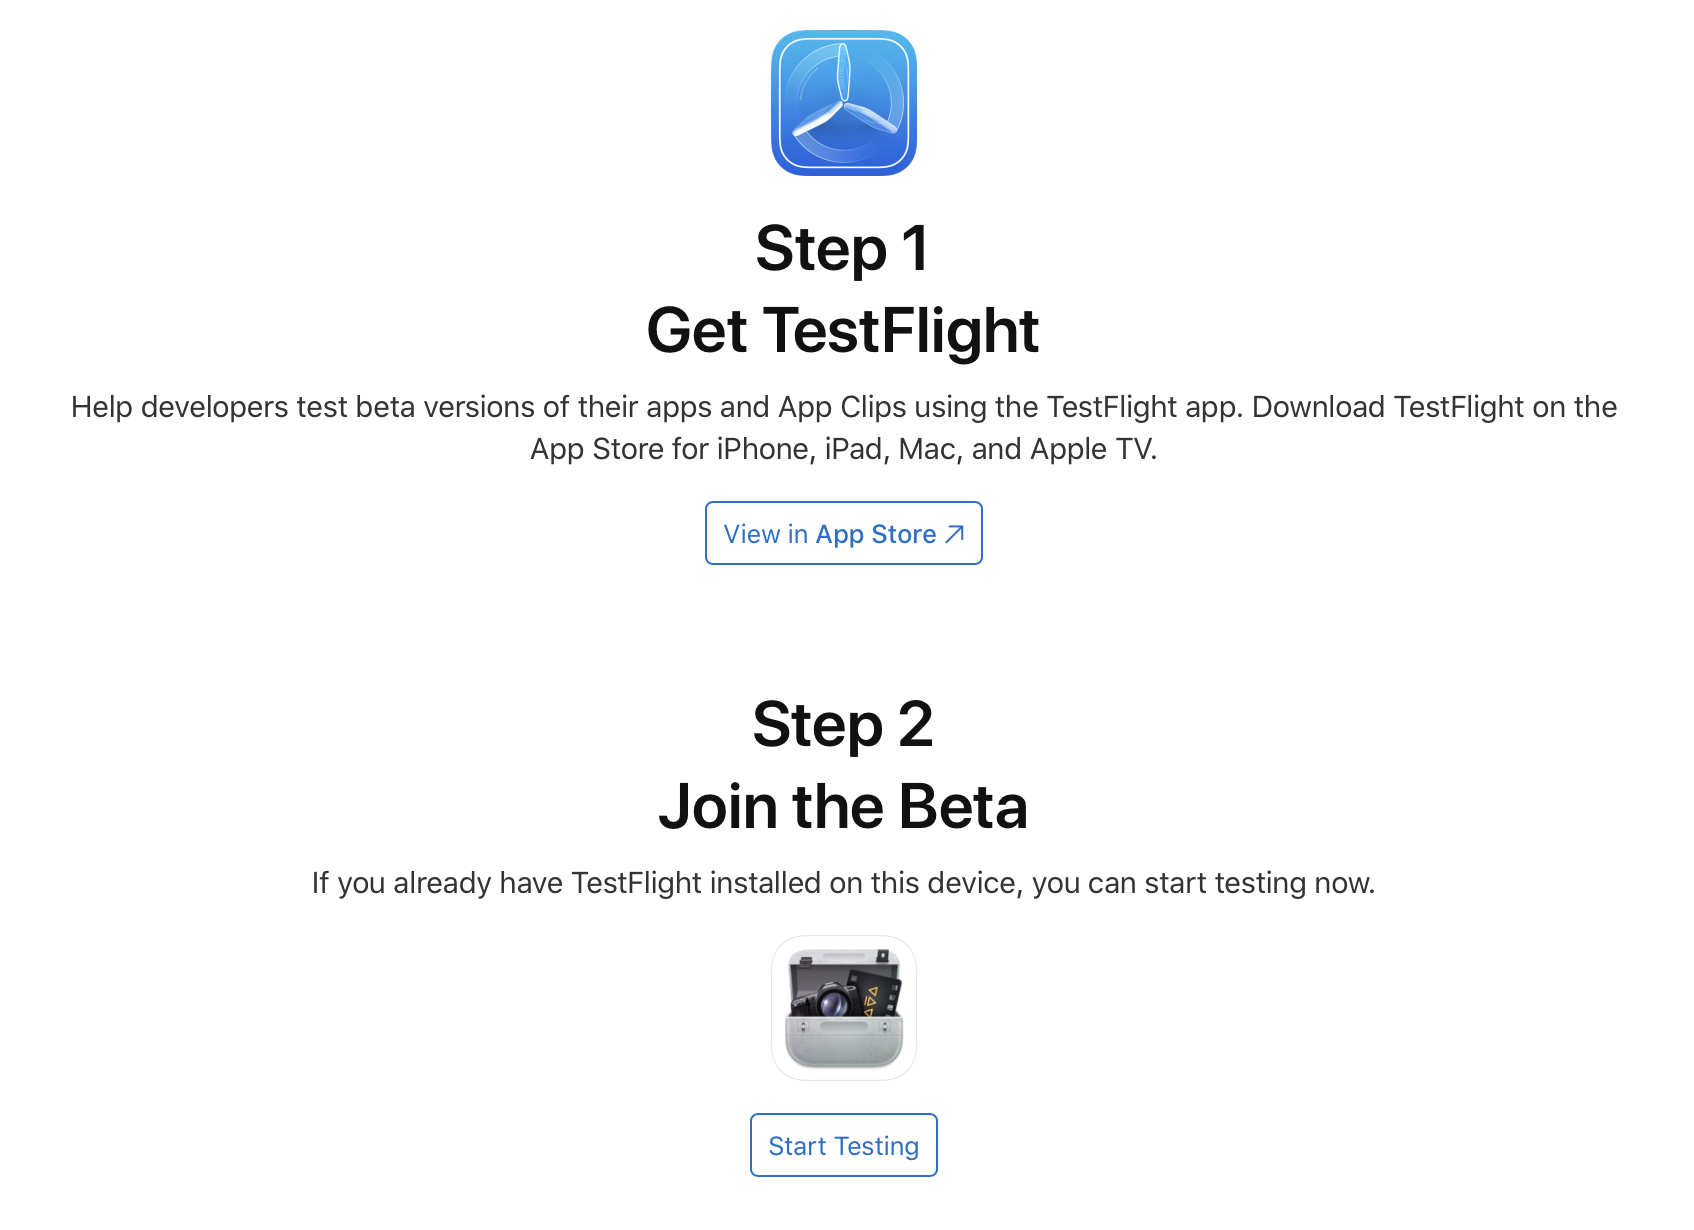 Step 1
Get TestFlight
Help developers test beta versions of their apps and App Clips using the TestFlight app. Download TestFlight on the
App Store for iPhone, iPad, Mac, and Apple TV.
View in App Store
Step 2
Join the Beta
If you already have TestFlight installed on this device, you can start testing now.
Start Testing